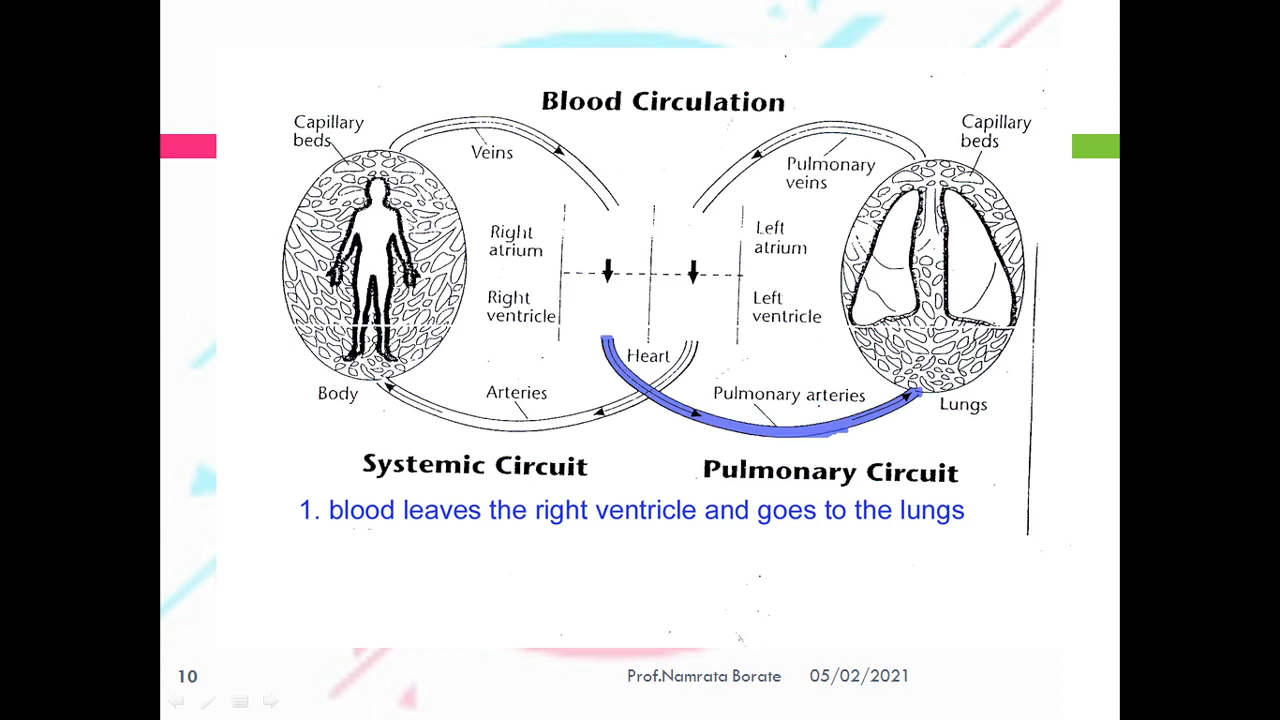 Blood Circulation
Capillary
beds
Veins
Pulmonary
veins
Capillary
beds
Right
atrium
Left
atrium
Right
ventricle
Left
ventricle
Heart
Body
Arteries
Pulmonary arteries
Lungs
Systemic Circuit
Pulmonary Circuit
1. blood leaves the right ventricle and goes to the lungs
10
Prof.Namrata Borate
05/02/2021